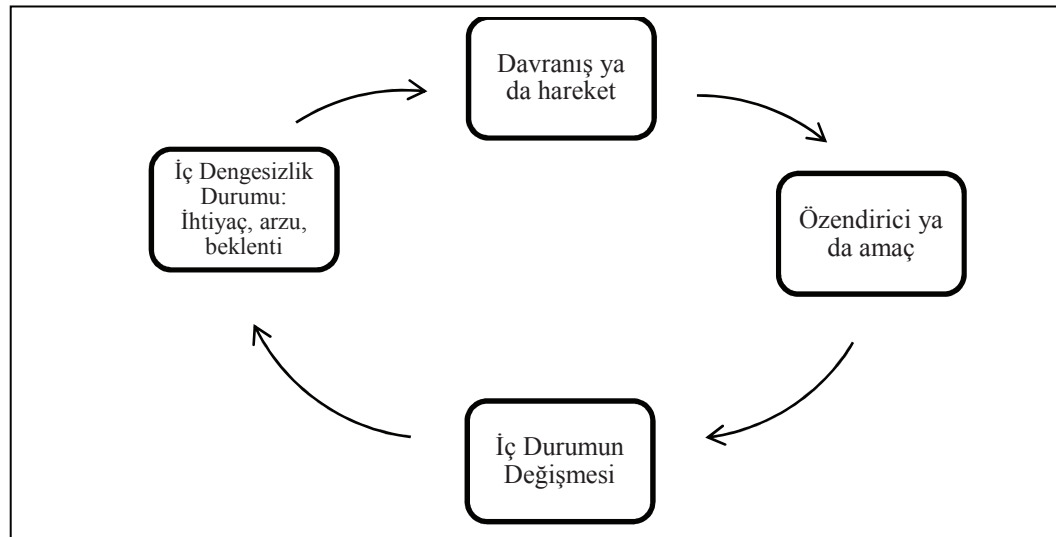 Davranış ya
da hareket
İç Dengesizlik
Durumu:
İhtiyaç, arzu,
beklenti
Özendirici ya
da amaç
İç Durumun
Değişmesi